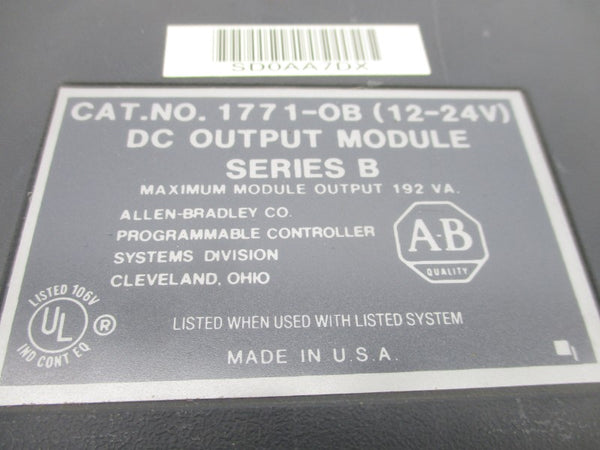 SD0AA7DX
CAT.NO. 1771-OB (12-24V)
DC OUTPUT MODULE
SERIES B
MAXIMUM MODULE OUTPUT 192 VA.
ALLEN-BRADLEY CO.
PROGRAMMABLE CONTROLLER
SYSTEMS DIVISION
CLEVELAND, OHIO
A-B
QUALITY
LISTED 106V
UL ®
IND CONT EQ
LISTED WHEN USED WITH LISTED SYSTEM
MADE IN U.S.A.